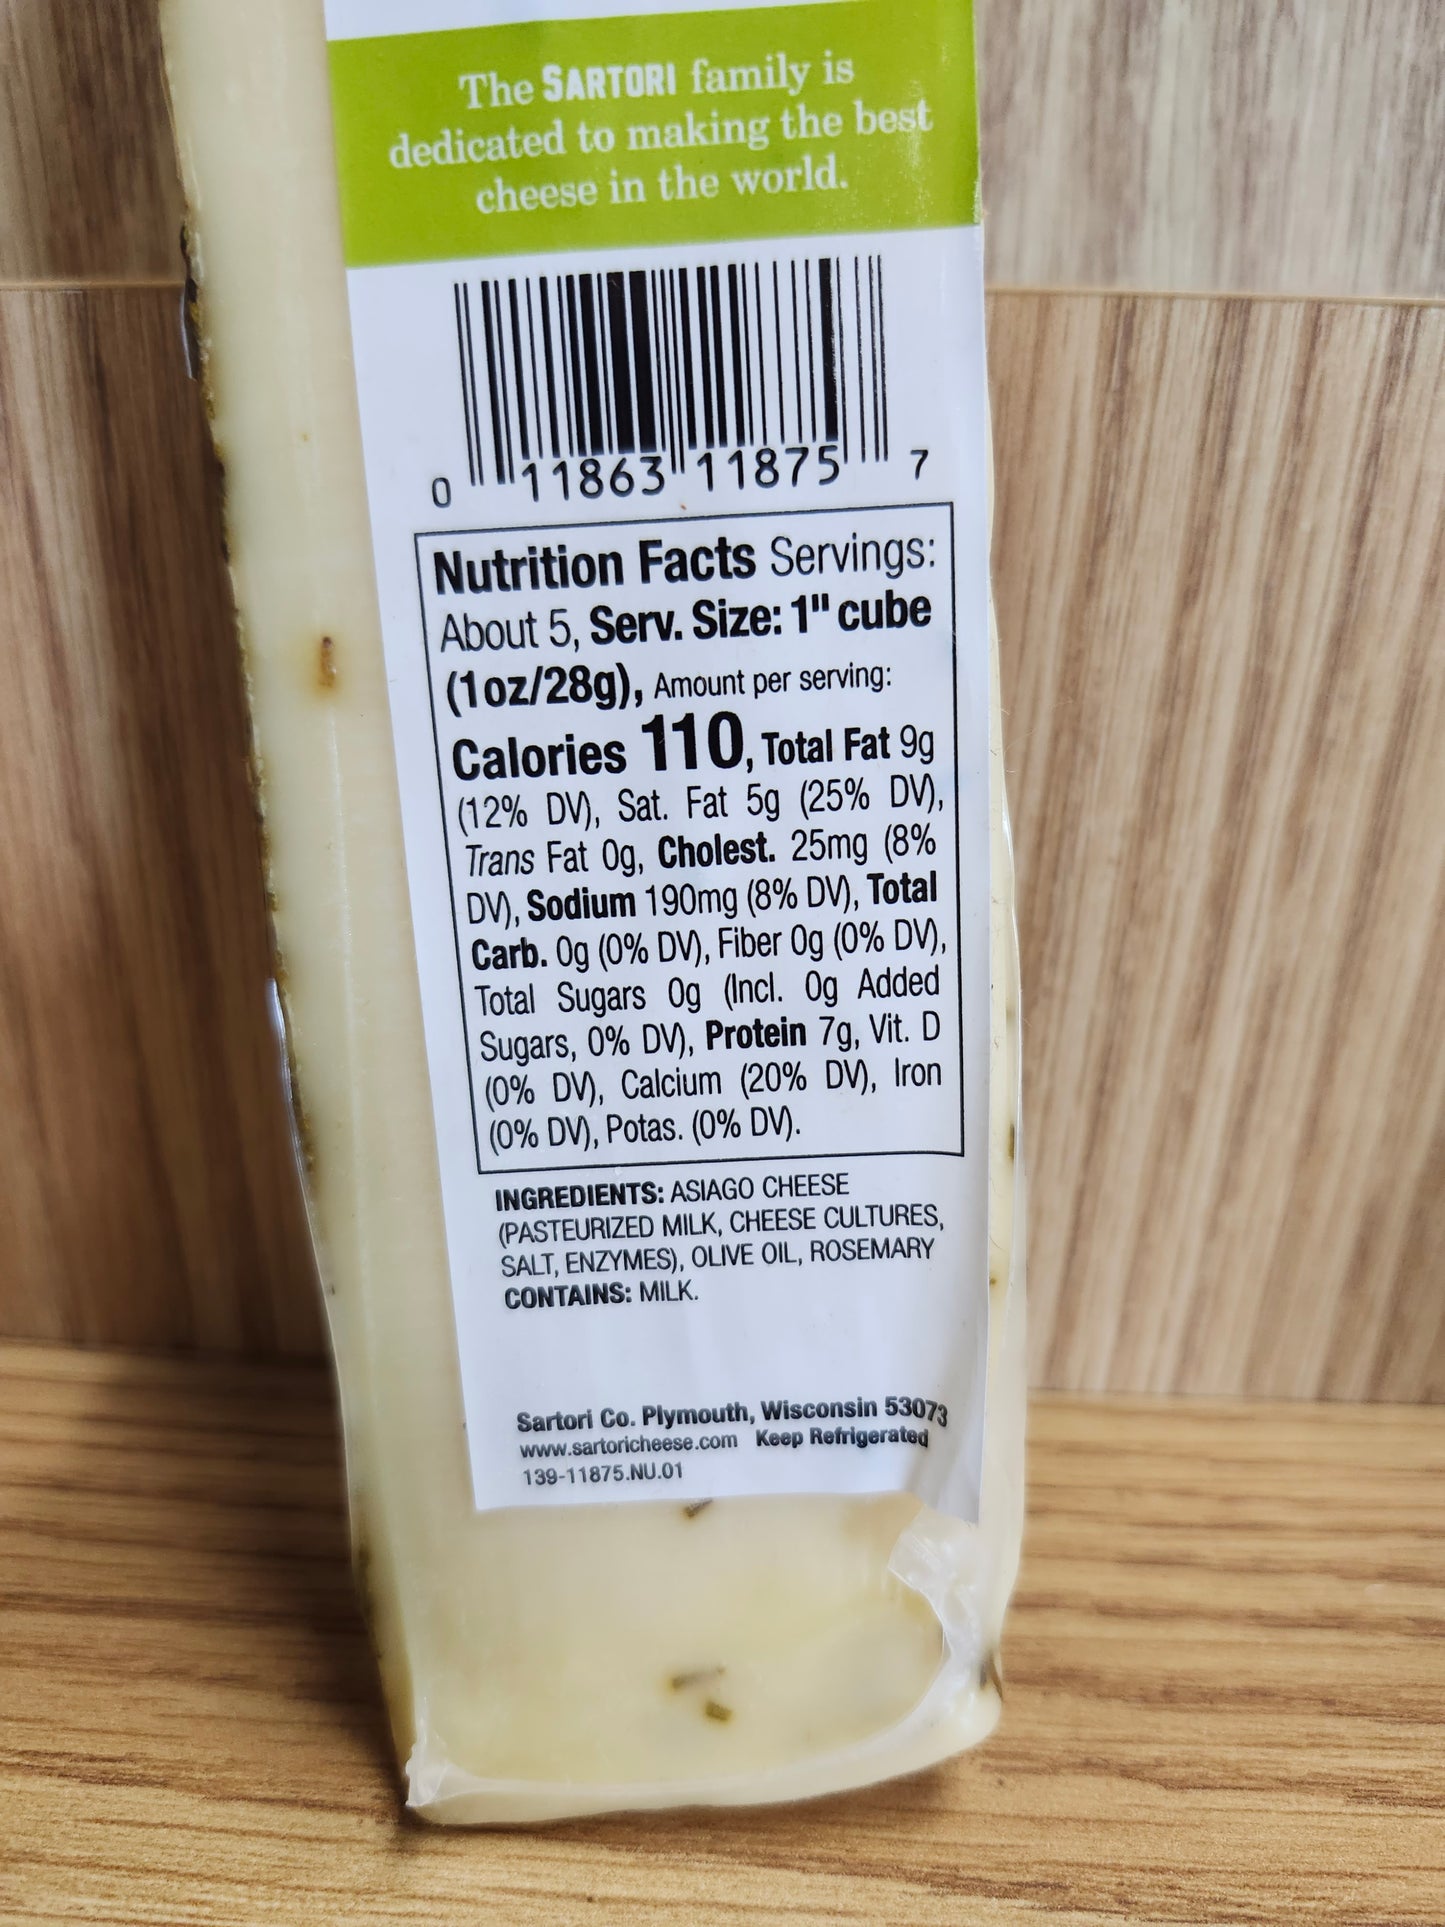 The SARTORI family is
dedicated to making the best
cheese in the world.
0 11863 11875 7
Nutrition Facts Servings:
About 5, Serv. Size: 1" cube
(1oz/28g), Amount per serving:
Calories 110, Total Fat 9g
(12% DV), Sat. Fat 5g (25% DV),
Trans Fat 0g, Cholest. 25mg (8%
DV), Sodium 190mg (8% DV), Total
Carb. 0g (0% DV), Fiber 0g (0% DV),
Total Sugars 0g (Incl. 0g Added
Sugars, 0% DV), Protein 7g, Vit. D
(0% DV), Calcium (20% DV), Iron
(0% DV), Potas. (0% DV).
INGREDIENTS: ASIAGO CHEESE
(PASTEURIZED MILK, CHEESE CULTURES,
SALT, ENZYMES), OLIVE OIL, ROSEMARY
CONTAINS: MILK.
Sartori Co. Plymouth, Wisconsin 53073
www.sartoricheese.com Keep Refrigerated
139-11875.NU.01